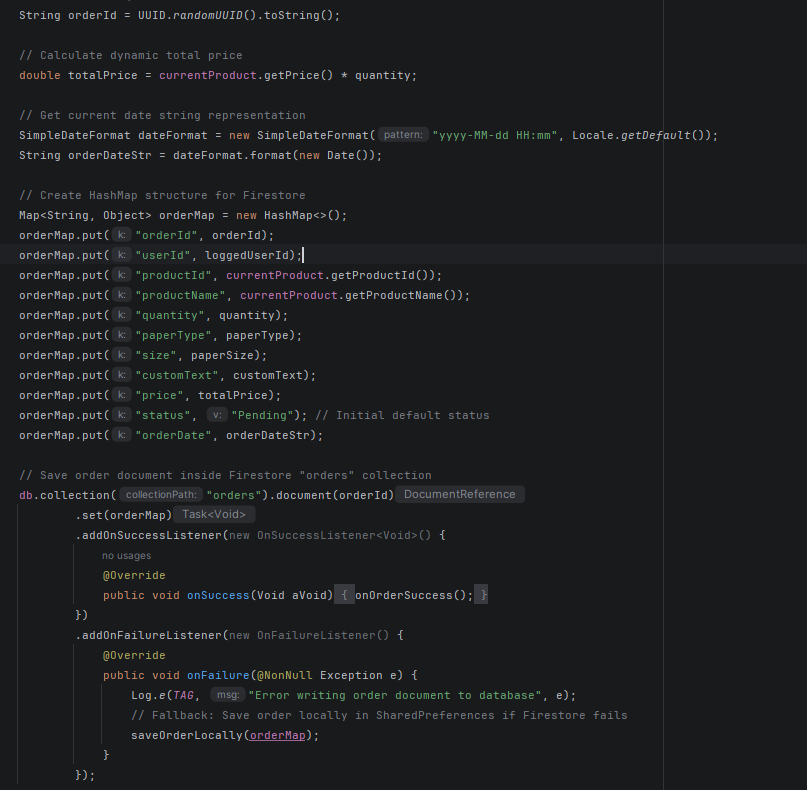 String orderId = UUID.randomUUID().toString();
// Calculate dynamic total price
double totalPrice = currentProduct.getPrice() * quantity;
// Get current date string representation
SimpleDateFormat dateFormat = new SimpleDateFormat( pattern: "yyyy-MM-dd HH:mm", Locale.getDefault());
String orderDateStr = dateFormat.format(new Date());
// Create HashMap structure for Firestore
Map<String, Object> orderMap = new HashMap<>();
orderMap.put( k: "orderId", orderId);
orderMap.put( k: "userId", loggedUserId);
orderMap.put( k: "productId", currentProduct.getProductId());
orderMap.put( k: "productName", currentProduct.getProductName());
orderMap.put( k: "quantity", quantity);
orderMap.put( k: "paperType", paperType);
orderMap.put( k: "size", paperSize);
orderMap.put( k: "customText", customText);
orderMap.put( k: "price", totalPrice);
orderMap.put( k: "status", v: "Pending"); // Initial default status
orderMap.put( k: "orderDate", orderDateStr);
// Save order document inside Firestore "orders" collection
db.collection( collectionPath: "orders").document(orderId) DocumentReference
.set(orderMap) Task<Void>
.addOnSuccessListener(new OnSuccessListener<Void>() {
no usages
@Override
public void onSuccess(Void aVoid) { onOrderSuccess(); }
})
.addOnFailureListener(new OnFailureListener() {
@Override
public void onFailure(@NonNull Exception e) {
Log.e(TAG, msg: "Error writing order document to database", e);
// Fallback: Save order locally in SharedPreferences if Firestore fails
saveOrderLocally(orderMap);
}
});